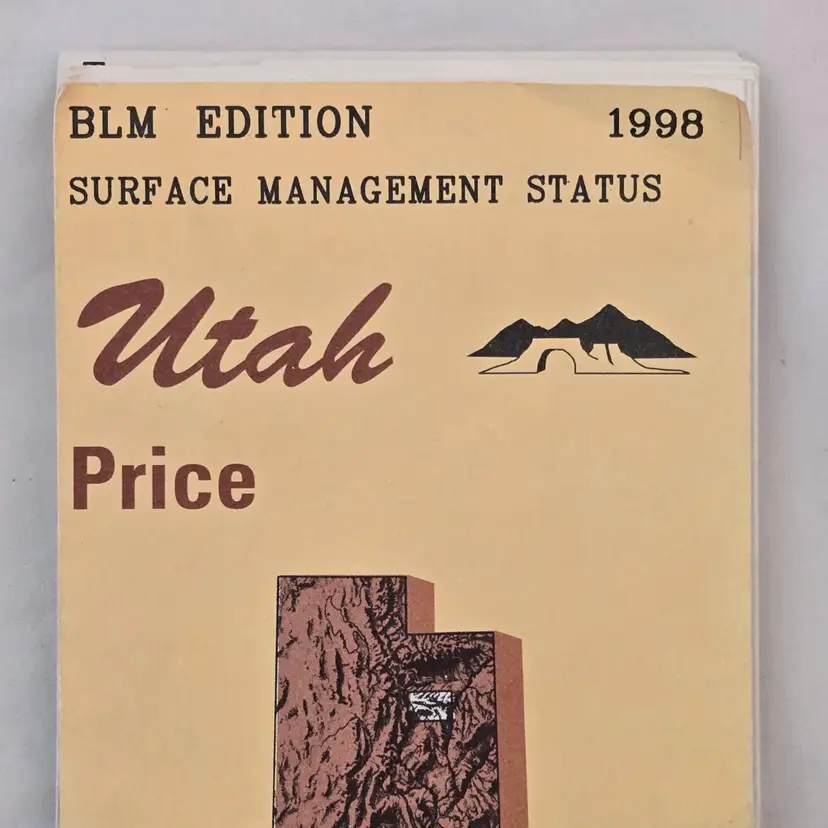 BLM EDITION 1998
SURFACE MANAGEMENT STATUS
Utah
Price